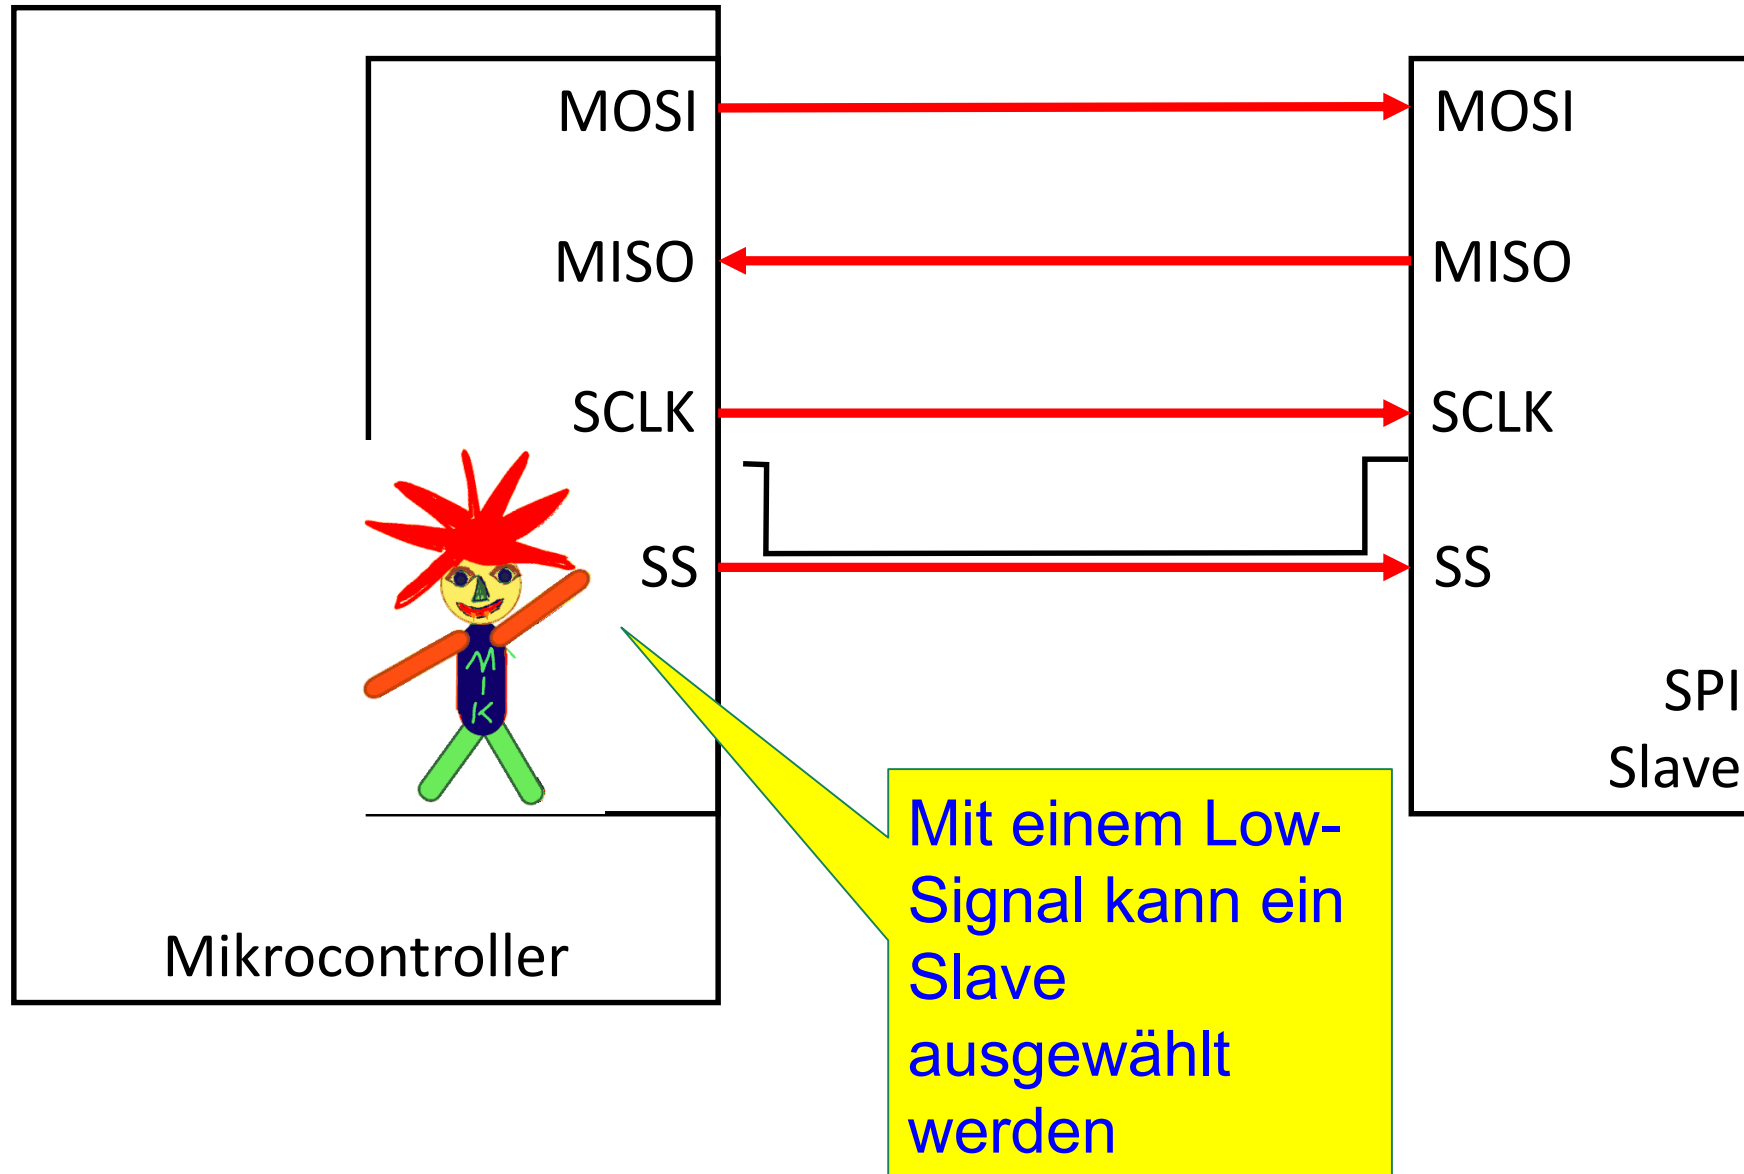 MOSI MOSI
MISO MISO
SCLK SCLK
SS SS
M
I
K
SPI
Slave
Mikrocontroller
Mit einem Low-
Signal kann ein
Slave
ausgewählt
werden